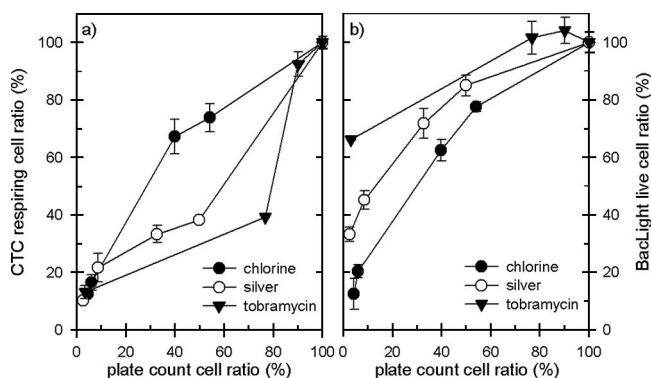 a)
b)
CTC respiring cell ratio (%)
100
80
60
40
20
0
chlorine
silver
tobramycin
0 20 40 60 80 100
plate count cell ratio (%)
chlorine
silver
tobramycin
0 20 40 60 80 100
plate count cell ratio (%)
100
80
60
40
20
0
BacLight live cell ratio (%)